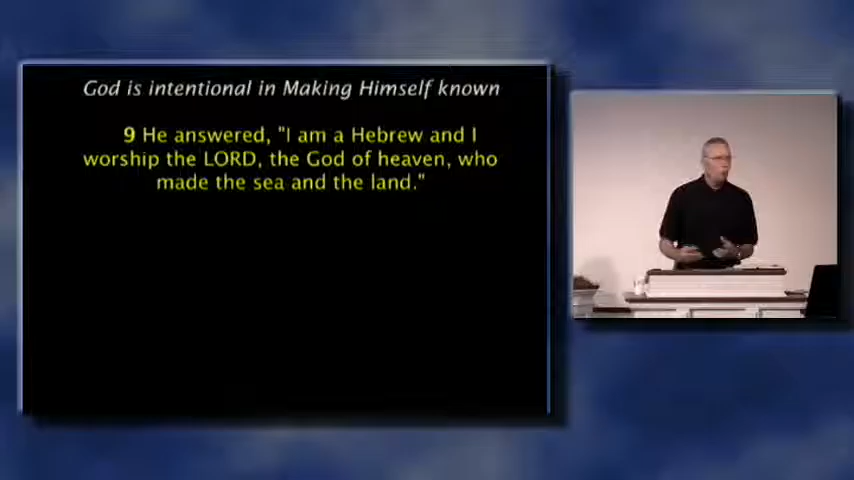 God is intentional in Making Himself known
9 He answered, "I am a Hebrew and I
worship the LORD, the God of heaven, who
made the sea and the land."